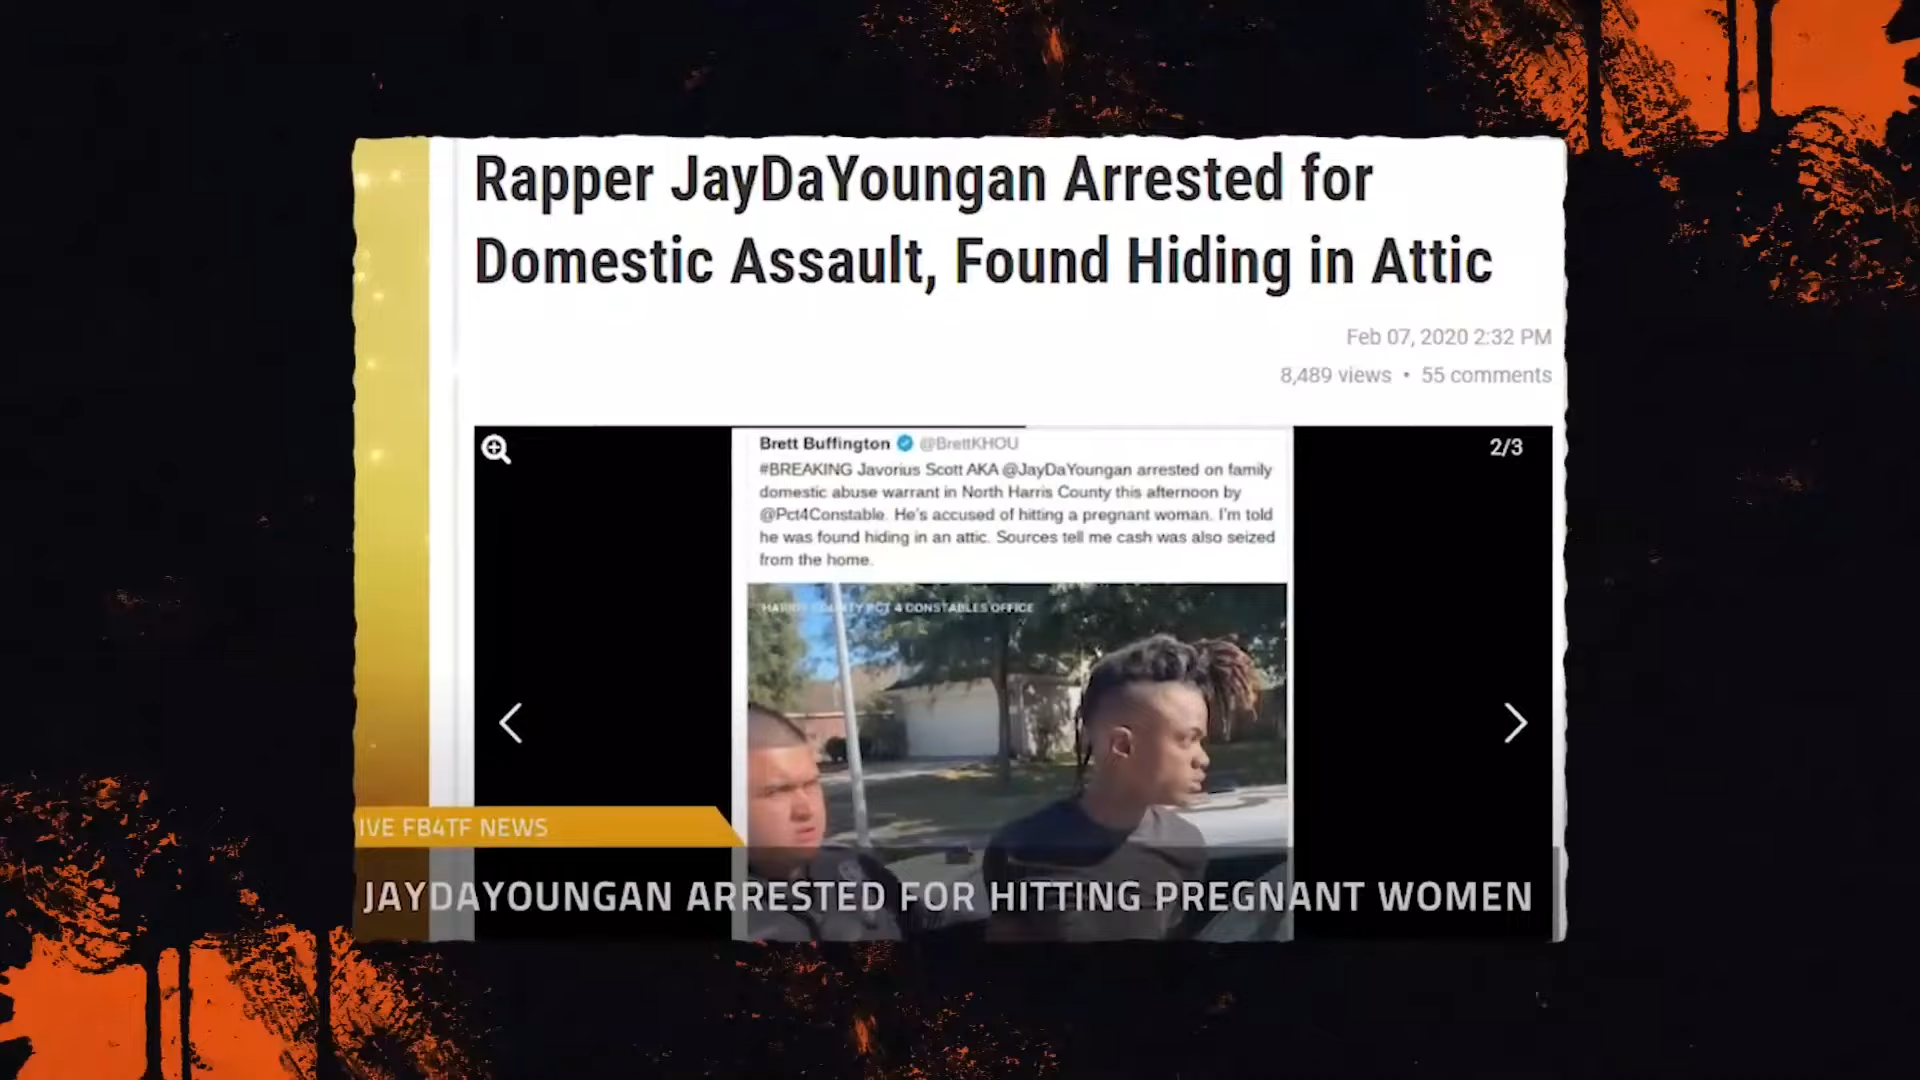 Rapper JayDaYoungan Arrested for
Domestic Assault, Found Hiding in Attic
Feb 07, 2020 2:32 PM
8,489 views • 55 comments
2/3
Brett Buffington @BrettKHOU
#BREAKING Javorius Scott AKA @JayDaYoungan arrested on family
domestic abuse warrant in North Harris County this afternoon by
@Pct4Constable. He's accused of hitting a pregnant woman. I'm told
he was found hiding in an attic. Sources tell me cash was also seized
from the home.
HARRIS COUNTY PCT 4 CONSTABLES OFFICE
IVE FB4TF NEWS
JAYDAYOUNGAN ARRESTED FOR HITTING PREGNANT WOMEN